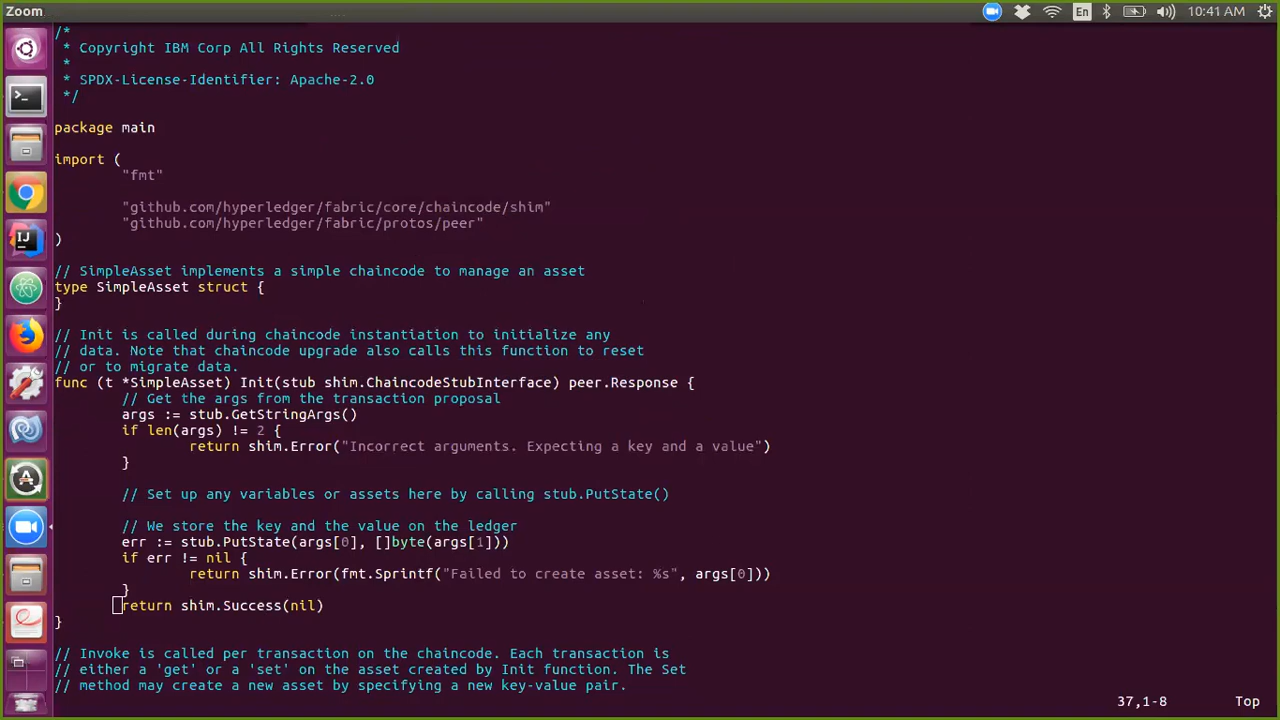 Zoom
En
10:41 AM
/*
 * Copyright IBM Corp All Rights Reserved
 *
 * SPDX-License-Identifier: Apache-2.0
 */
package main
import (
"fmt"
"github.com/hyperledger/fabric/core/chaincode/shim"
"github.com/hyperledger/fabric/protos/peer"
)
// SimpleAsset implements a simple chaincode to manage an asset
type SimpleAsset struct {
}
// Init is called during chaincode instantiation to initialize any
// data. Note that chaincode upgrade also calls this function to reset
// or to migrate data.
func (t *SimpleAsset) Init(stub shim.ChaincodeStubInterface) peer.Response {
// Get the args from the transaction proposal
args := stub.GetStringArgs()
if len(args) != 2 {
return shim.Error("Incorrect arguments. Expecting a key and a value")
}
// Set up any variables or assets here by calling stub.PutState()
// We store the key and the value on the ledger
err := stub.PutState(args[0], []byte(args[1]))
if err != nil {
return shim.Error(fmt.Sprintf("Failed to create asset: %s", args[0]))
}
return shim.Success(nil)
}
// Invoke is called per transaction on the chaincode. Each transaction is
// either a 'get' or a 'set' on the asset created by Init function. The Set
// method may create a new asset by specifying a new key-value pair.
37,1-8 Top